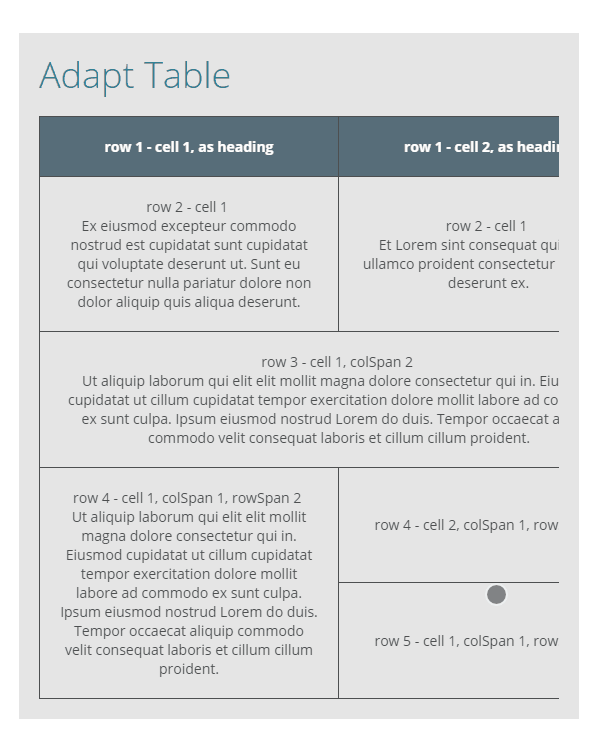 Adapt Table
row 1 - cell 1, as heading
row 1 - cell 2, as headin
row 2 - cell 1
Ex eiusmod excepteur commodo
nostrud est cupidatat sunt cupidatat
qui voluptate deserunt ut. Sunt eu
consectetur nulla pariatur dolore non
dolor aliquip quis aliqua deserunt.
row 2 - cell 1
Et Lorem sint consequat qui
ullamco proident consectetur
deserunt ex.
row 3 - cell 1, colSpan 2
Ut aliquip laborum qui elit elit mollit magna dolore consectetur qui in. Eiu
cupidatat ut cillum cupidatat tempor exercitation dolore mollit labore ad co
ex sunt culpa. Ipsum eiusmod nostrud Lorem do duis. Tempor occaecat a
commodo velit consequat laboris et cillum cillum proident.
row 4 - cell 1, colSpan 1, rowSpan 2
Ut aliquip laborum qui elit elit mollit
magna dolore consectetur qui in.
Eiusmod cupidatat ut cillum cupidatat
tempor exercitation dolore mollit
labore ad commodo ex sunt culpa.
Ipsum eiusmod nostrud Lorem do duis.
Tempor occaecat aliquip commodo
velit consequat laboris et cillum cillum
proident.
row 4 - cell 2, colSpan 1, row
row 5 - cell 1, colSpan 1, row